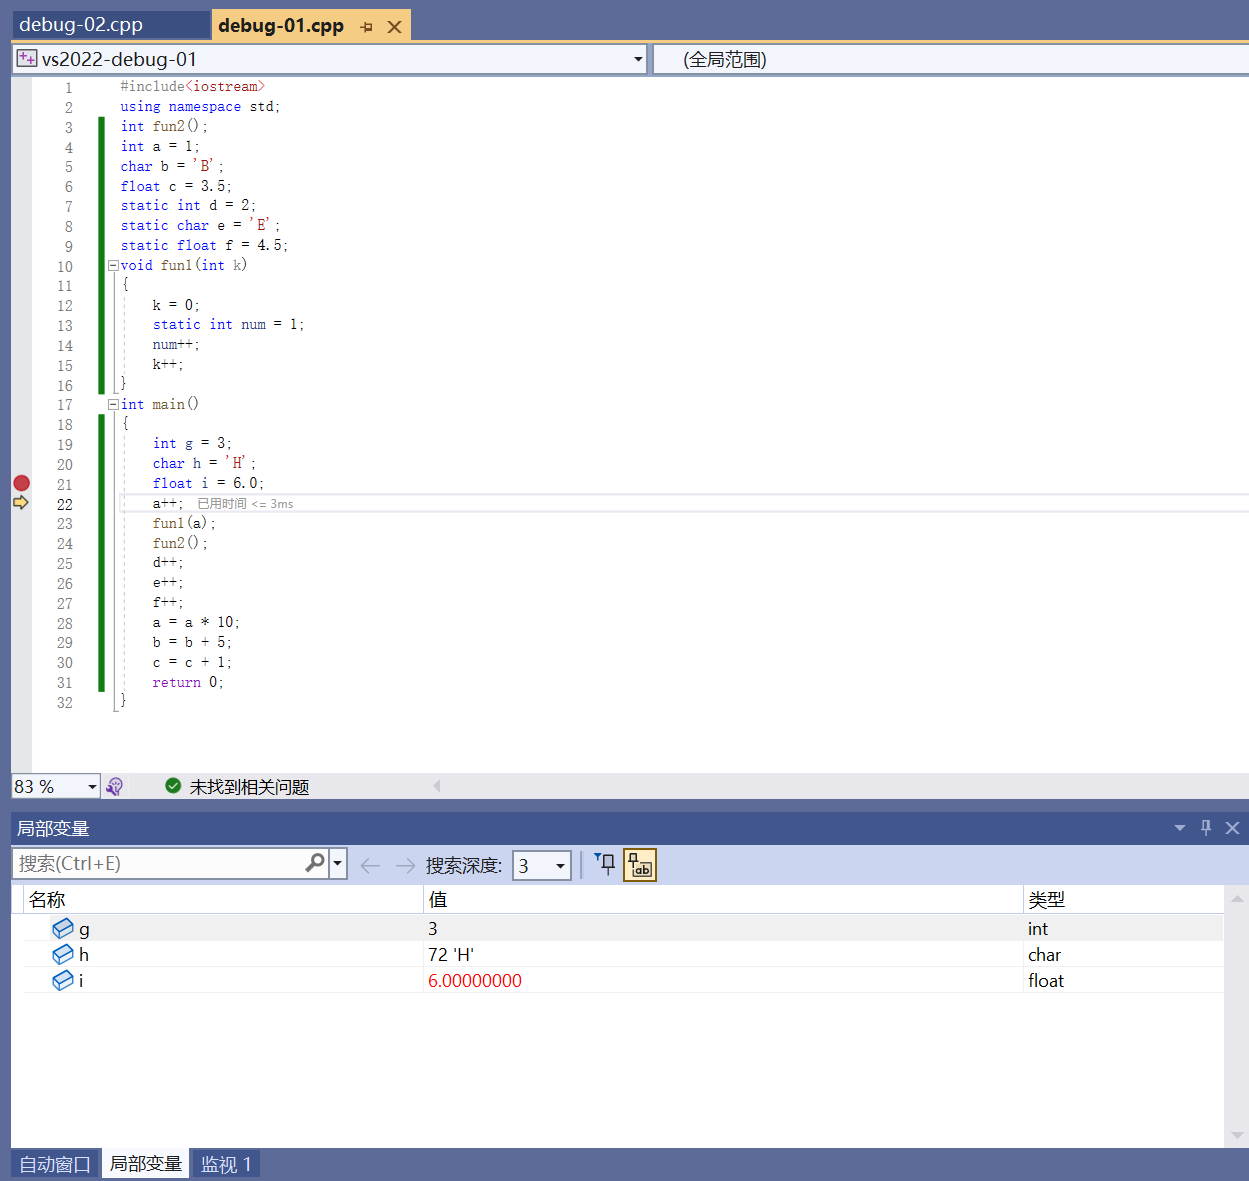 debug-02.cpp debug-01.cpp
vs2022-debug-01 (全局范围)
1 #include<iostream>
2 using namespace std;
3 int fun2();
4 int a = 1;
5 char b = 'B';
6 float c = 3.5;
7 static int d = 2;
8 static char e = 'E';
9 static float f = 4.5;
10 void fun1(int k)
11 {
12 k = 0;
13 static int num = 1;
14 num++;
15 k++;
16 }
17 int main()
18 {
19 int g = 3;
20 char h = 'H';
21 float i = 6.0;
22 a++; 已用时间 <= 3ms
23 fun1(a);
24 fun2();
25 d++;
26 e++;
27 f++;
28 a = a * 10;
29 b = b + 5;
30 c = c + 1;
31 return 0;
32 }
83 % 未找到相关问题
局部变量
搜索(Ctrl+E) 搜索深度: 3
名称 值 类型
g 3 int
h 72 'H' char
i 6.00000000 float
自动窗口 局部变量 监视 1